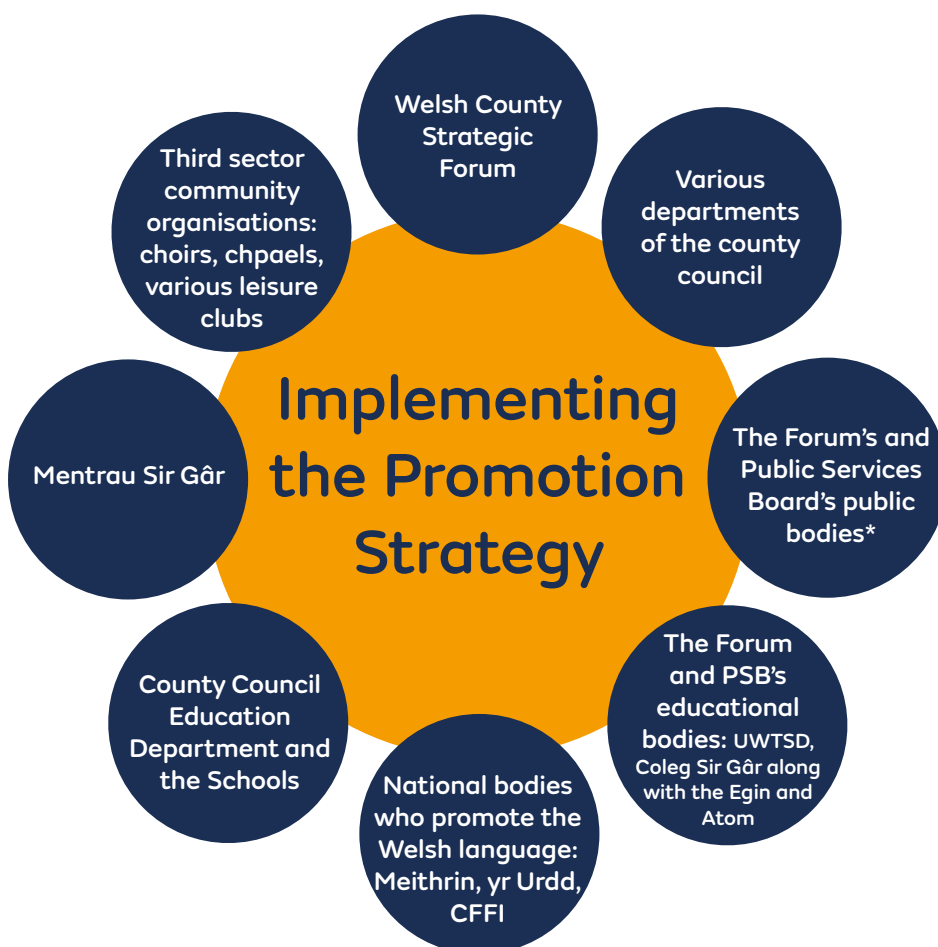 Welsh County
Strategic
Forum
Various
departments
of the county
council
The Forum's and
Public Services
Board's public
bodies*
The Forum
and PSB's
educational
bodies: UWTSD,
Coleg Sir Gâr along
with the Egin and
Atom
National bodies
who promote the
Welsh language:
Meithrin, yr Urdd,
CFFI
County Council
Education
Department and
the Schools
Mentrau Sir Gâr
Third sector
community
organisations:
choirs, chpaels,
various leisure
clubs
Implementing
the Promotion
Strategy